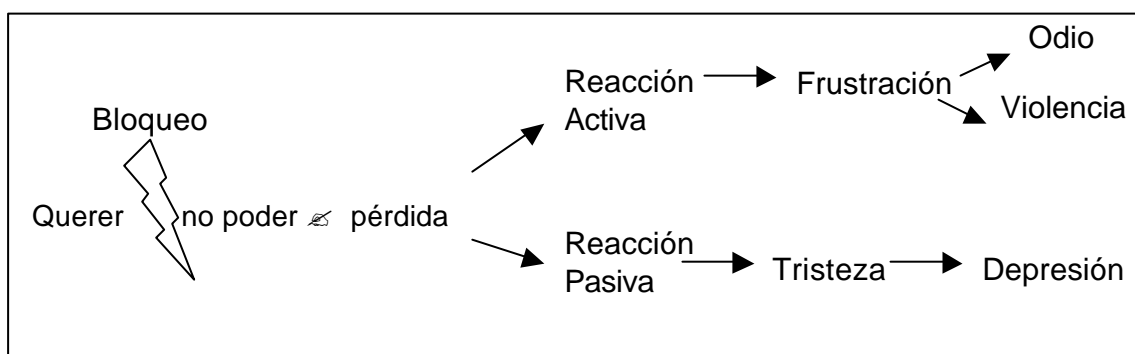 Bloqueo
Querer no poder ✍ pérdida
Reacción
Activa
Frustración
Odio
Violencia
Reacción
Pasiva
Tristeza
Depresión